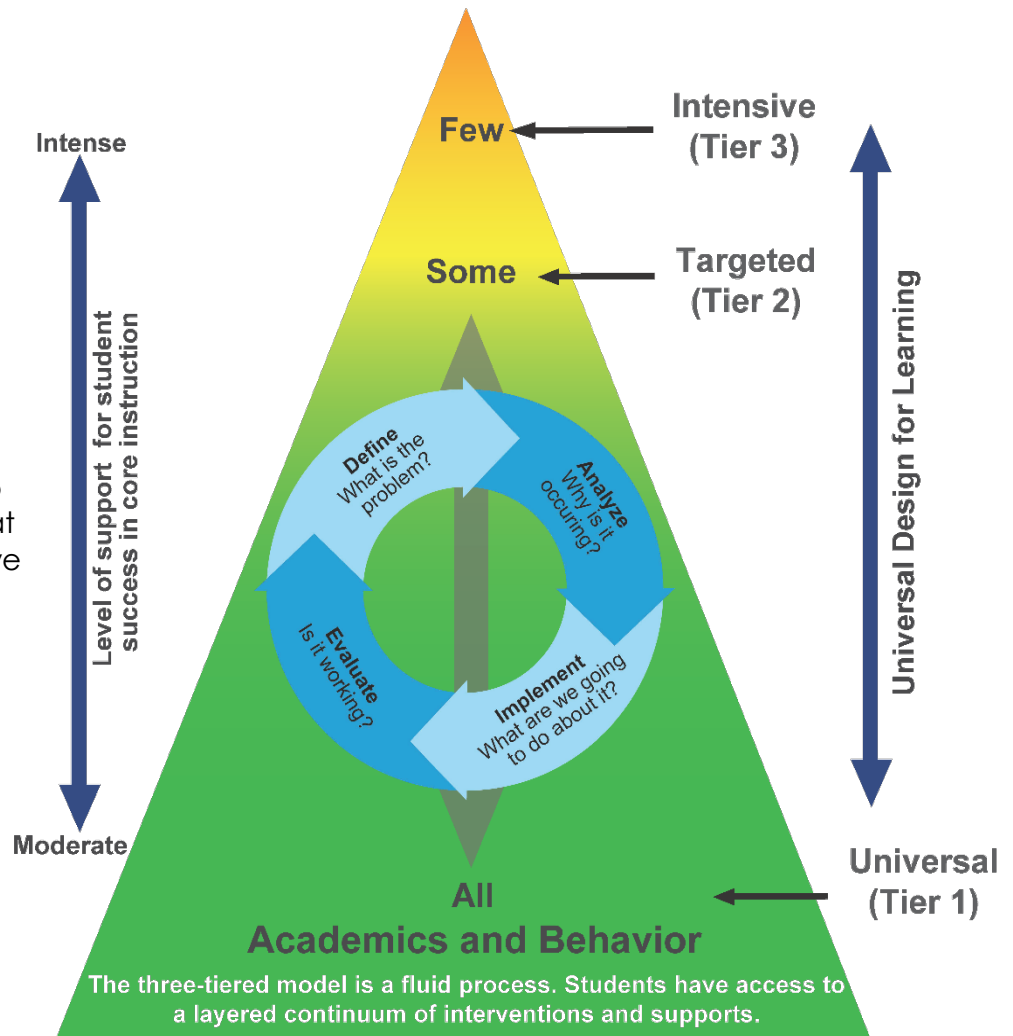 Few
Intensive
(Tier 3)
Intense
Some
Targeted
(Tier 2)
Level of support for student
success in core instruction
Universal Design for Learning
Define
What is the
problem?
Analyze
Why is it
occuring?
Implement
What are we going
to do about it?
Evaluate
Is it working?
Moderate
Universal
(Tier 1)
All
Academics and Behavior
The three-tiered model is a fluid process. Students have access to
a layered continuum of interventions and supports.